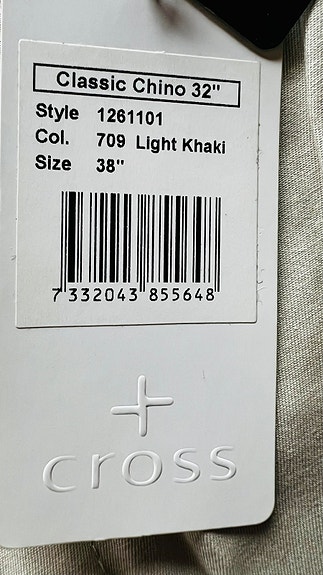 Classic Chino 32"
Style 1261101
Col. 709 Light Khaki
Size 38"
7 332043 855648
cross